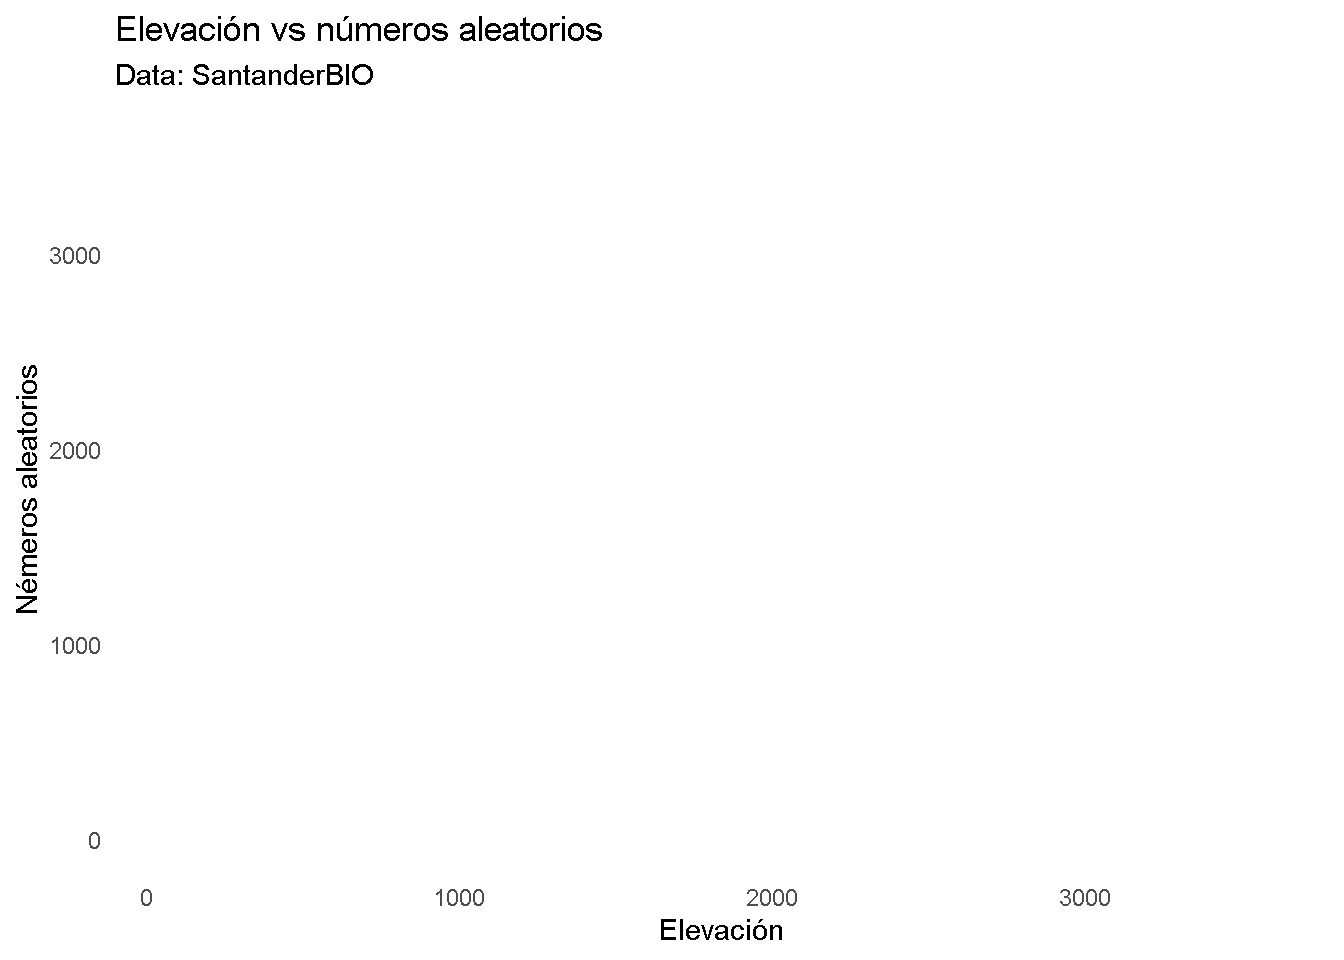 Elevación vs números aleatorios
Data: SantanderBIO
3000
2000
1000
0
Némeros aleatorios
0 1000 2000 3000
Elevación